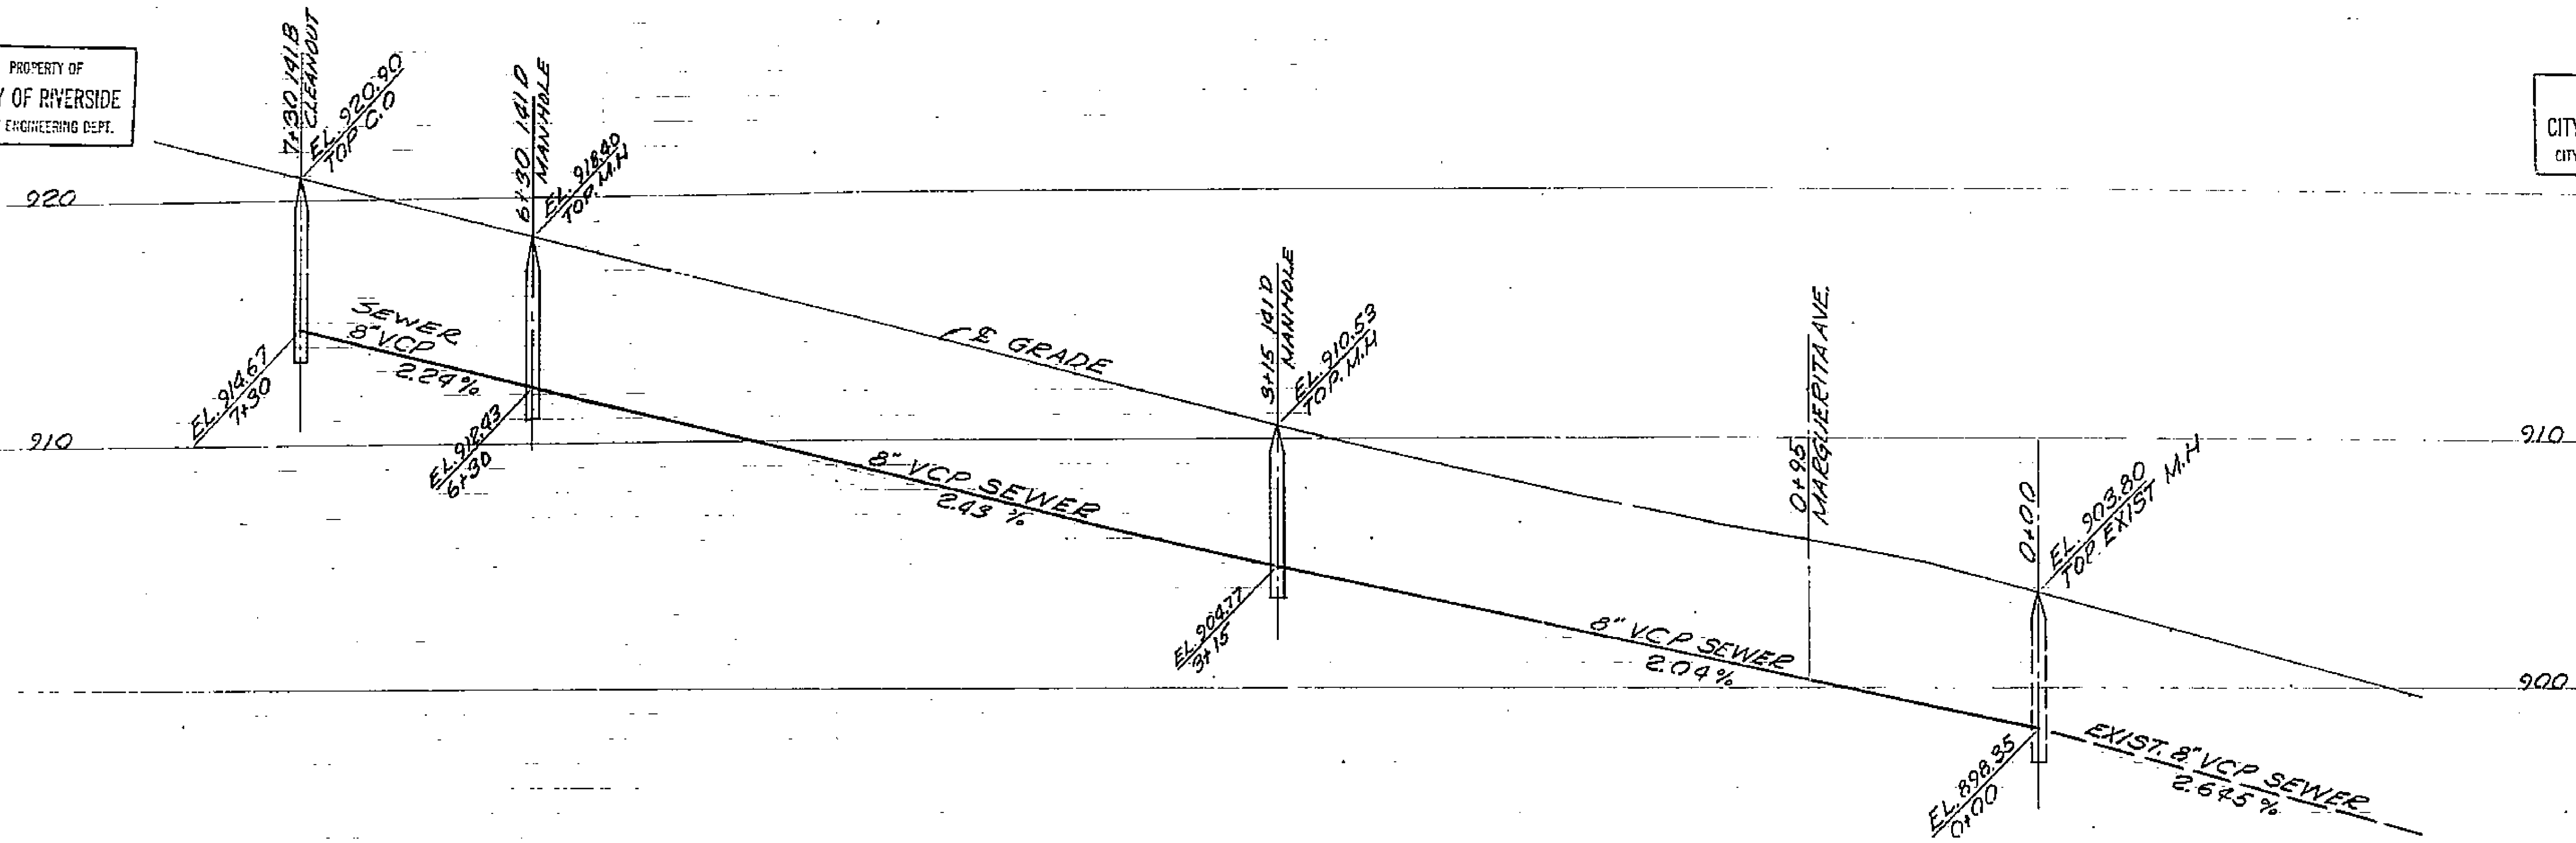 PROPERTY OF
Y OF RIVERSIDE
ENGINEERING DEPT.
7+30 141.B
CLEANOUT
EL. 920.90
TOP C.O
6+30 141 D
MANHOLE
EL. 918.40
TOP. M.H
CITY
CITY
920
SEWER
8" VCP
2.24%
EL. 914.67
7+30
℄ GRADE
3+15 141 D
MANHOLE
EL. 910.53
TOP. M.H
0+95
MARGUERITA AVE.
910
910
EL. 912.43
6+30
8" VCP SEWER
2.43 %
0+00
EL. 903.80
TOP. EXIST M.H
EL. 904.77
3+15
8" VCP SEWER
2.04%
900
EL. 898.35
0+00
EXIST. 8" VCP SEWER
2.645 %